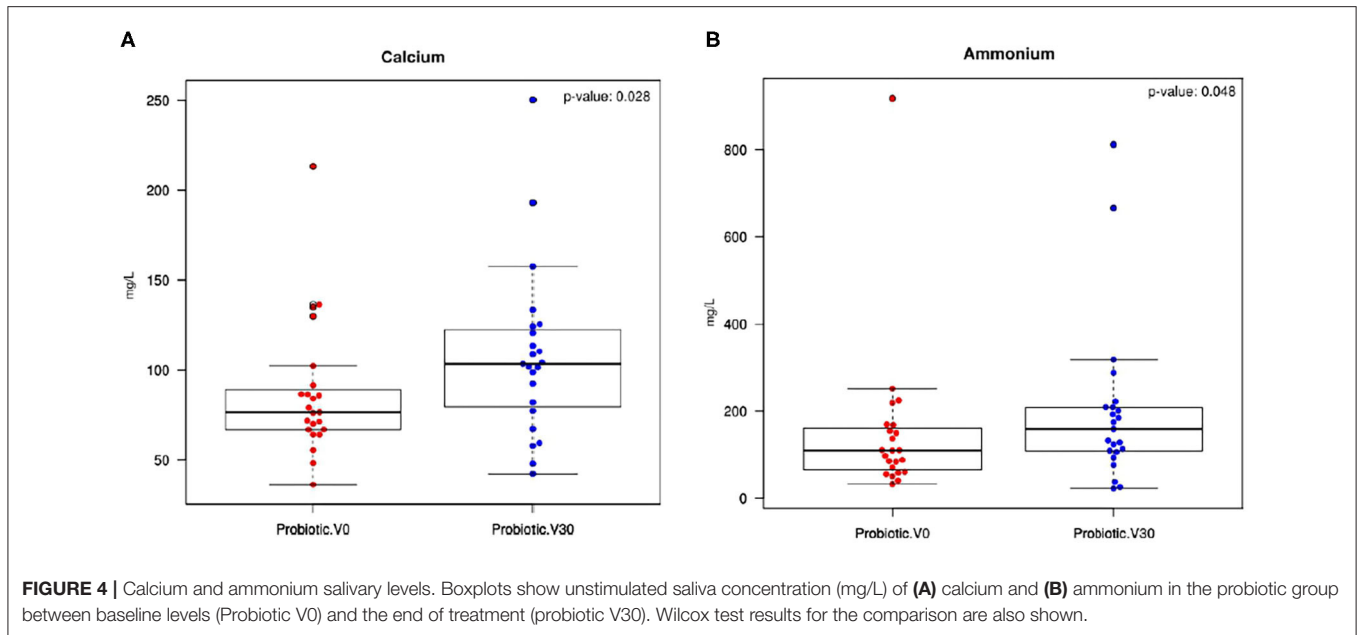 A
Calcium
p-value: 0.028
250
200
150
100
50
mg/L
Probiotic.V0
Probiotic.V30
B
Ammonium
p-value: 0.048
800
600
400
200
0
mg/L
Probiotic.V0
Probiotic.V30
FIGURE 4 | Calcium and ammonium salivary levels. Boxplots show unstimulated saliva concentration (mg/L) of (A) calcium and (B) ammonium in the probiotic group
between baseline levels (Probiotic V0) and the end of treatment (probiotic V30). Wilcox test results for the comparison are also shown.